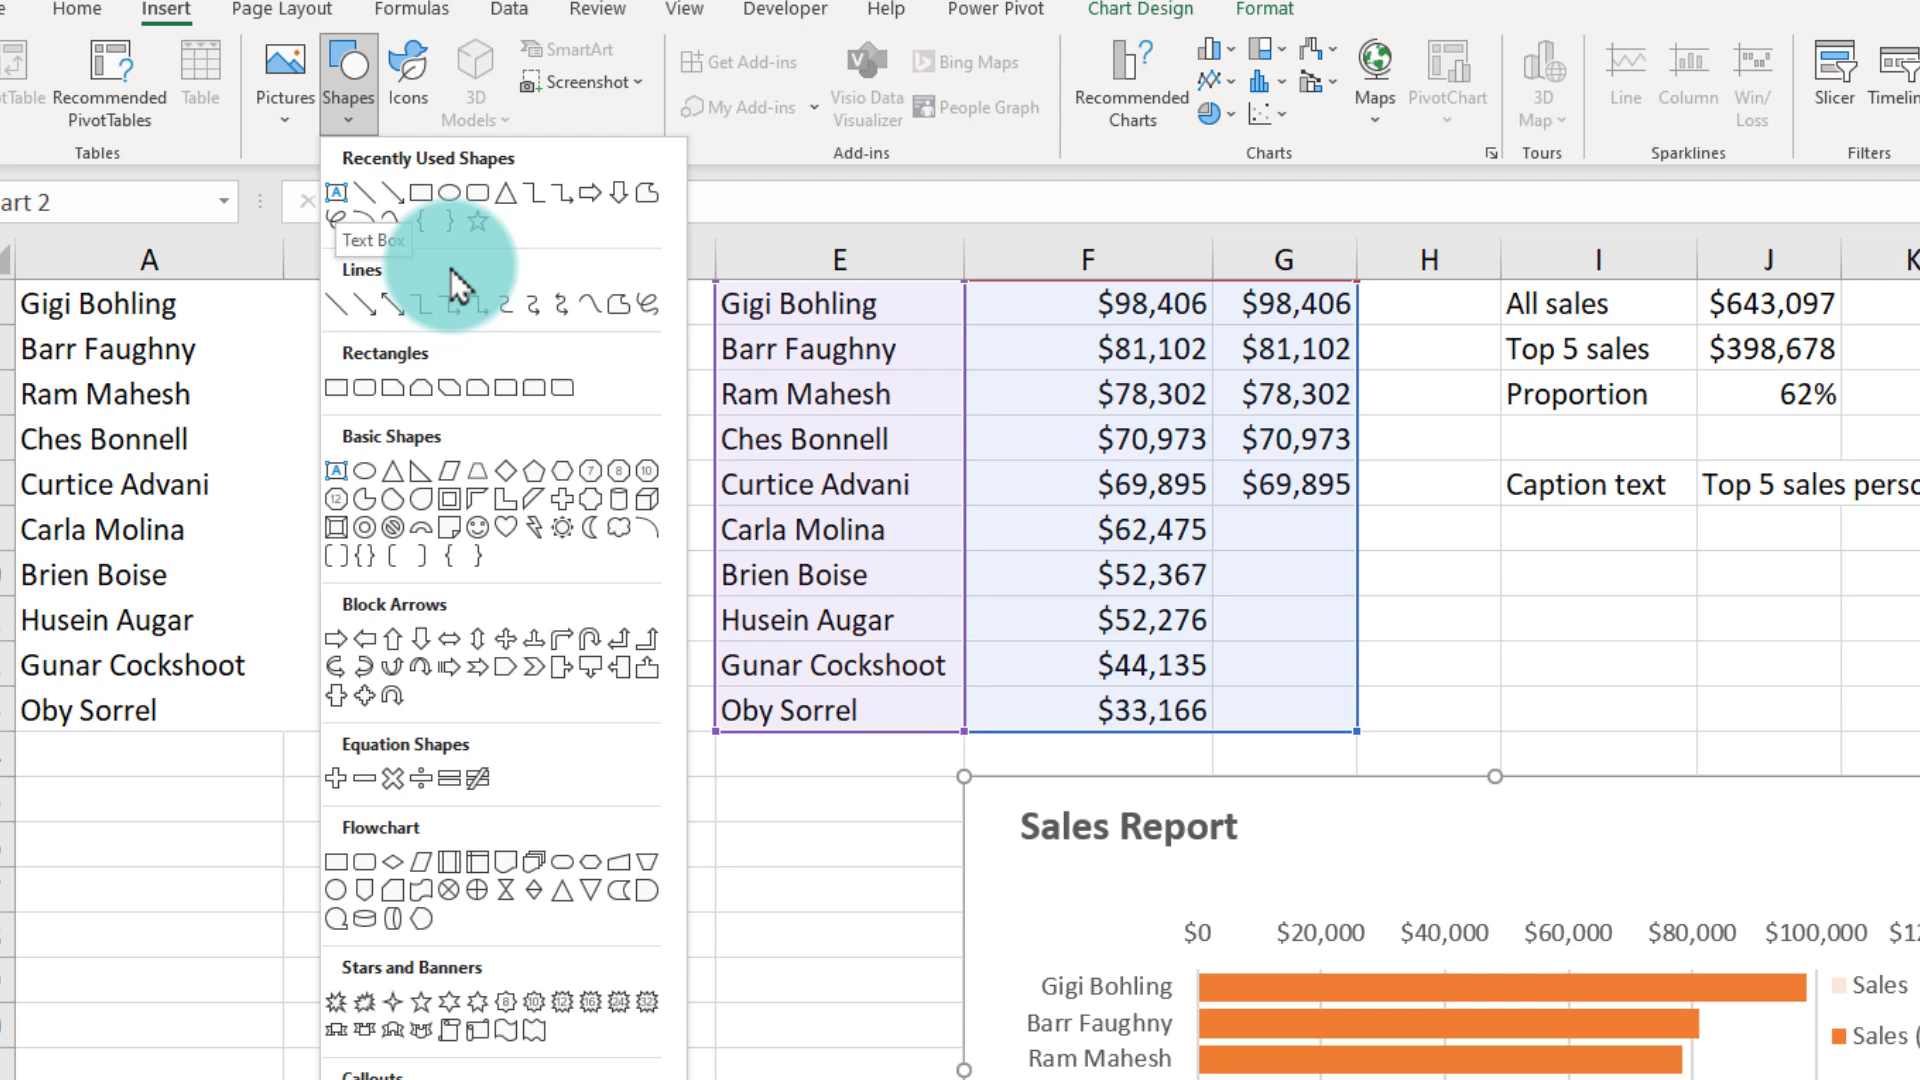 Home Insert Page Layout Formulas Data Review View Developer Help Power Pivot Chart Design Format
Recommended PivotTables
Table
Tables
Pictures
Shapes
Icons
3D Models
SmartArt
Screenshot
Get Add-ins
My Add-ins
Visio Data Visualizer
Bing Maps
People Graph
Add-ins
Recommended Charts
Maps
PivotChart
Charts
3D Map
Tours
Line
Column
Win/ Loss
Sparklines
Slicer
Filters
art 2
Recently Used Shapes
Text Box
Lines
Rectangles
Basic Shapes
Block Arrows
Equation Shapes
Flowchart
Stars and Banners
A E F G H I J K
Gigi Bohling
Barr Faughny
Ram Mahesh
Ches Bonnell
Curtice Advani
Carla Molina
Brien Boise
Husein Augar
Gunar Cockshoot
Oby Sorrel
Gigi Bohling $98,406 $98,406
Barr Faughny $81,102 $81,102
Ram Mahesh $78,302 $78,302
Ches Bonnell $70,973 $70,973
Curtice Advani $69,895 $69,895
Carla Molina $62,475
Brien Boise $52,367
Husein Augar $52,276
Gunar Cockshoot $44,135
Oby Sorrel $33,166
All sales $643,097
Top 5 sales $398,678
Proportion 62%
Caption text Top 5 sales perso
Sales Report
$0 $20,000 $40,000 $60,000 $80,000 $100,000
Gigi Bohling
Barr Faughny
Ram Mahesh
Sales
Sales (